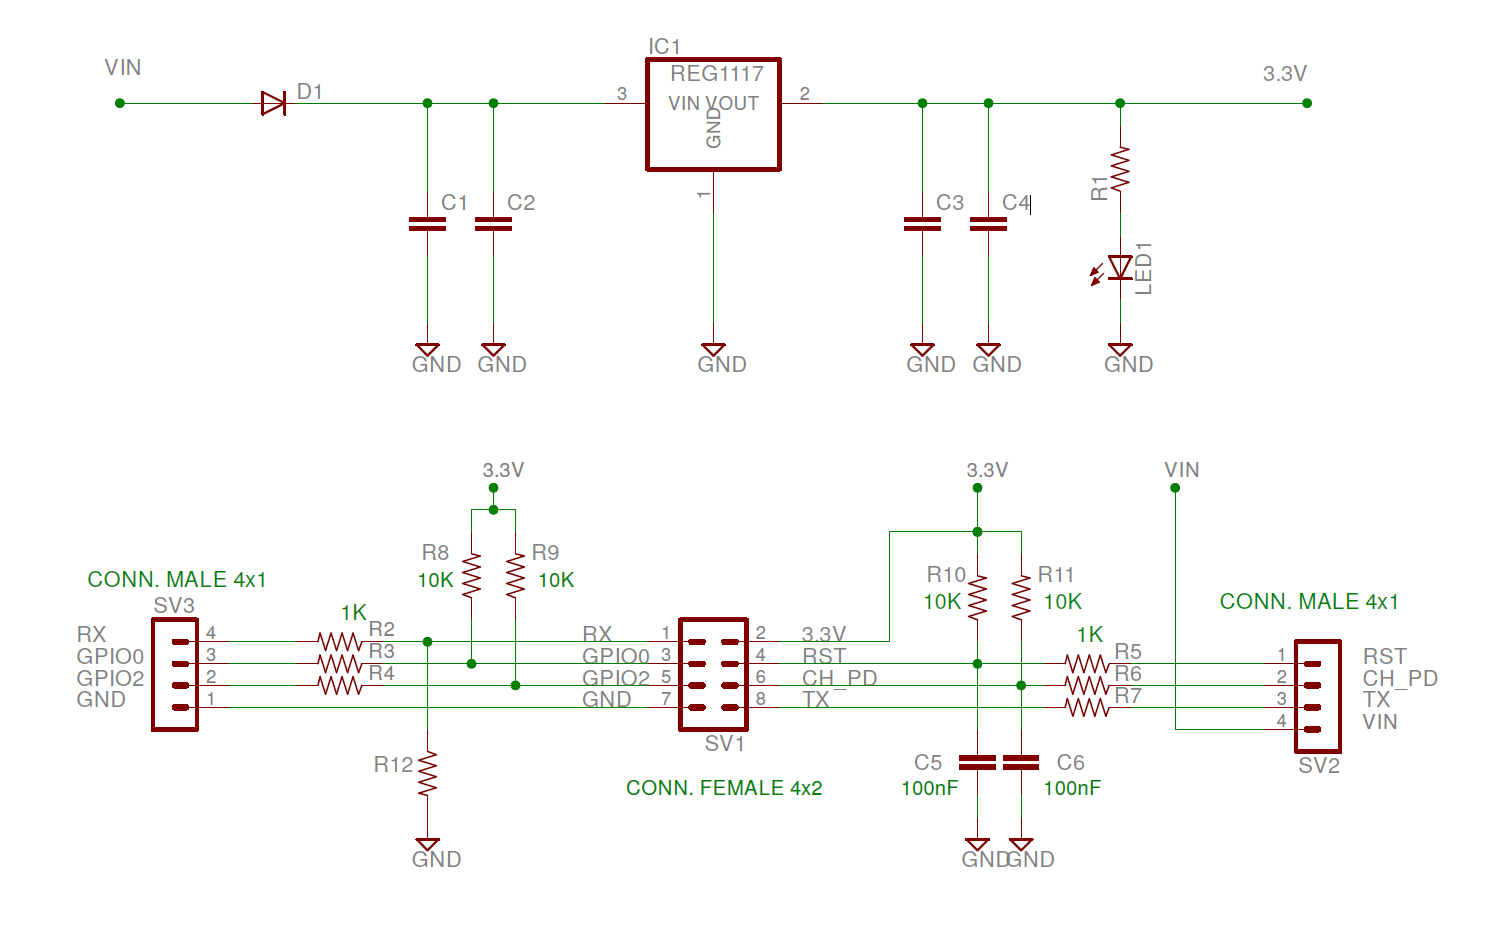 IC1
VIN
REG1117
3.3V
D1
3
VIN VOUT
2
GND
1
R1
C1
C2
C3
C4
LED1
GND
GND
GND
GND
GND
GND
3.3V
3.3V
VIN
R8
10K
R9
10K
R10
10K
R11
10K
CONN. MALE 4x1
SV3
CONN. MALE 4x1
1K
1K
RX
4
R2
RX
1
2
3.3V
GPIO0
3
R3
GPIO0
3
4
RST
R5
1
RST
GPIO2
2
R4
GPIO2
5
6
CH_PD
R6
2
CH_PD
GND
1
GND
7
8
TX
R7
3
TX
4
VIN
SV1
SV2
R12
C5
100nF
C6
100nF
CONN. FEMALE 4x2
GND
GND
GND